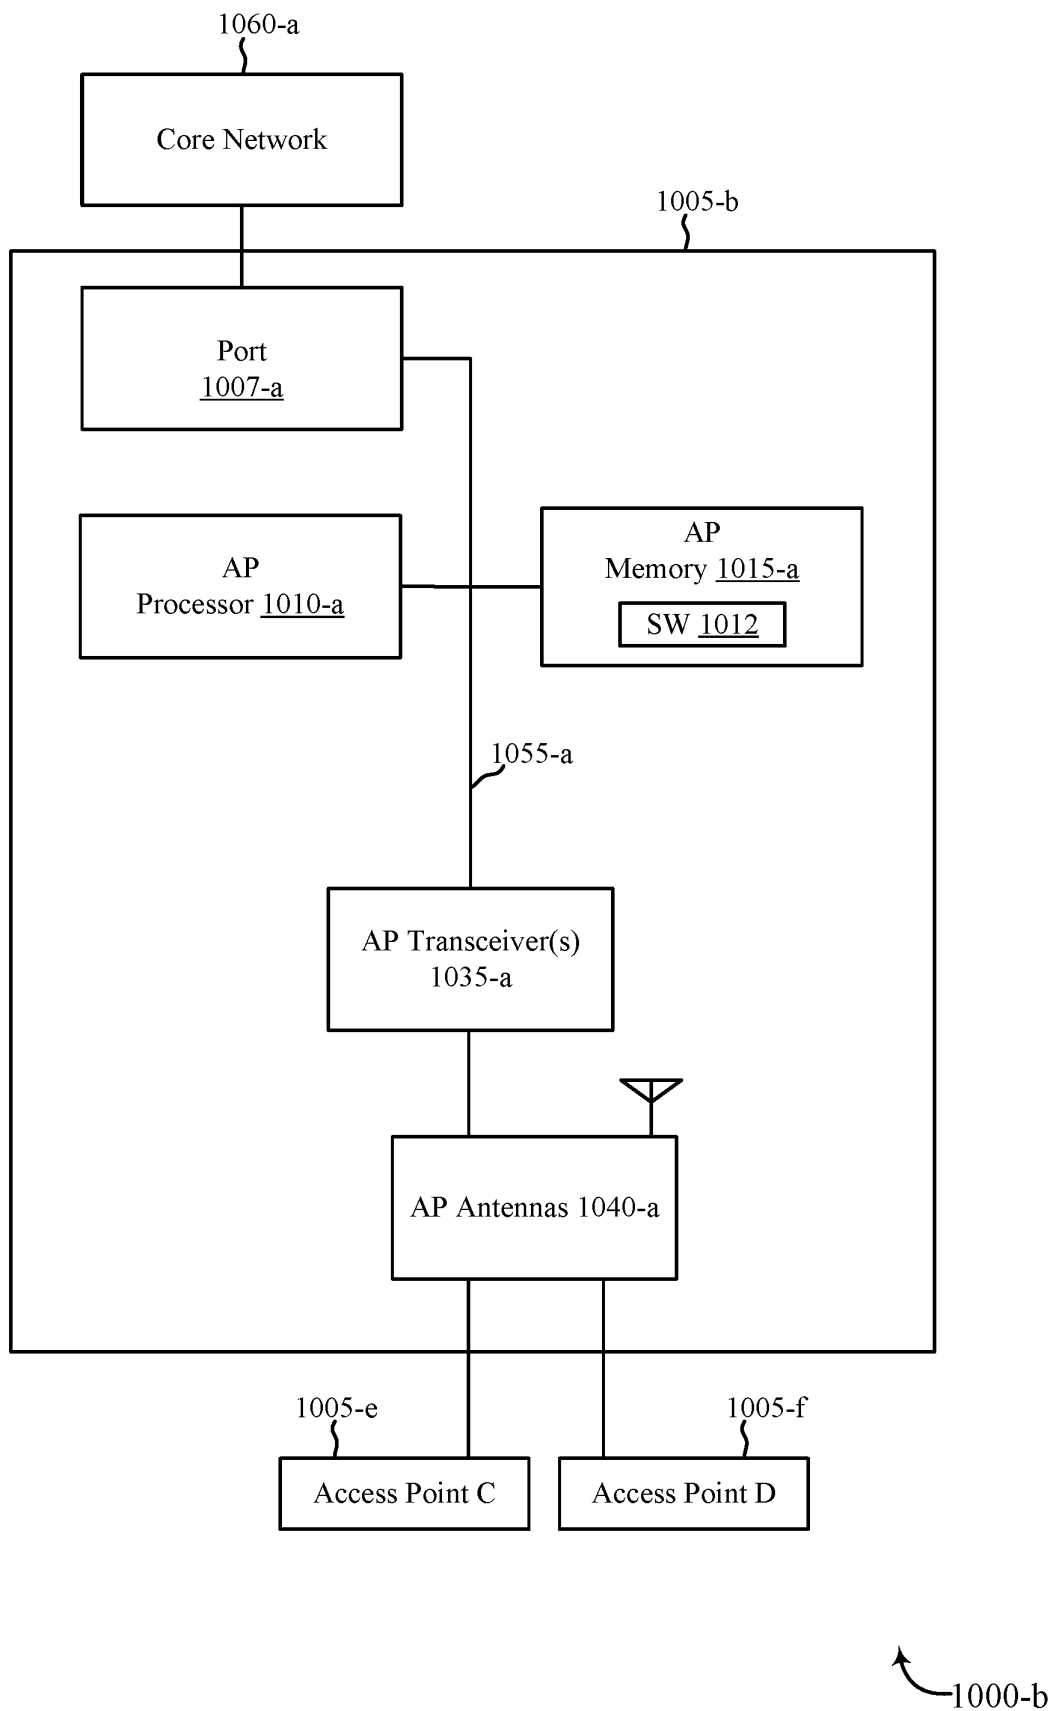 1060-a
Core Network
1005-b
Port
1007-a
AP
Processor 1010-a
AP
Memory 1015-a
SW 1012
1055-a
AP Transceiver(s)
1035-a
AP Antennas 1040-a
1005-e
1005-f
Access Point C
Access Point D
1000-b